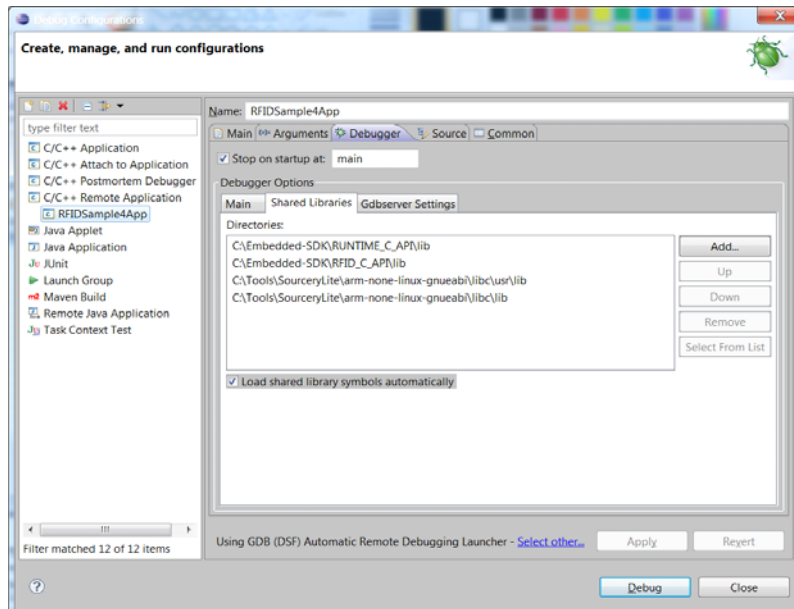 Debug Configurations
Create, manage, and run configurations
type filter text
C/C++ Application
C/C++ Attach to Application
C/C++ Postmortem Debugger
C/C++ Remote Application
RFIDSample4App
Java Applet
Java Application
Ju JUnit
Launch Group
m2 Maven Build
Remote Java Application
Ju Task Context Test
Filter matched 12 of 12 items
Name: RFIDSample4App
Main (x)= Arguments Debugger Source Common
Stop on startup at: main
Debugger Options
Main Shared Libraries Gdbserver Settings
Directories:
C:\Embedded-SDK\RUNTIME_C_API\lib
C:\Embedded-SDK\RFID_C_API\lib
C:\Tools\SourceryLite\arm-none-linux-gnueabi\libc\usr\lib
C:\Tools\SourceryLite\arm-none-linux-gnueabi\libc\lib
Add...
Up
Down
Remove
Select From List
Load shared library symbols automatically
Using GDB (DSF) Automatic Remote Debugging Launcher - Select other...
Apply Revert
? Debug Close